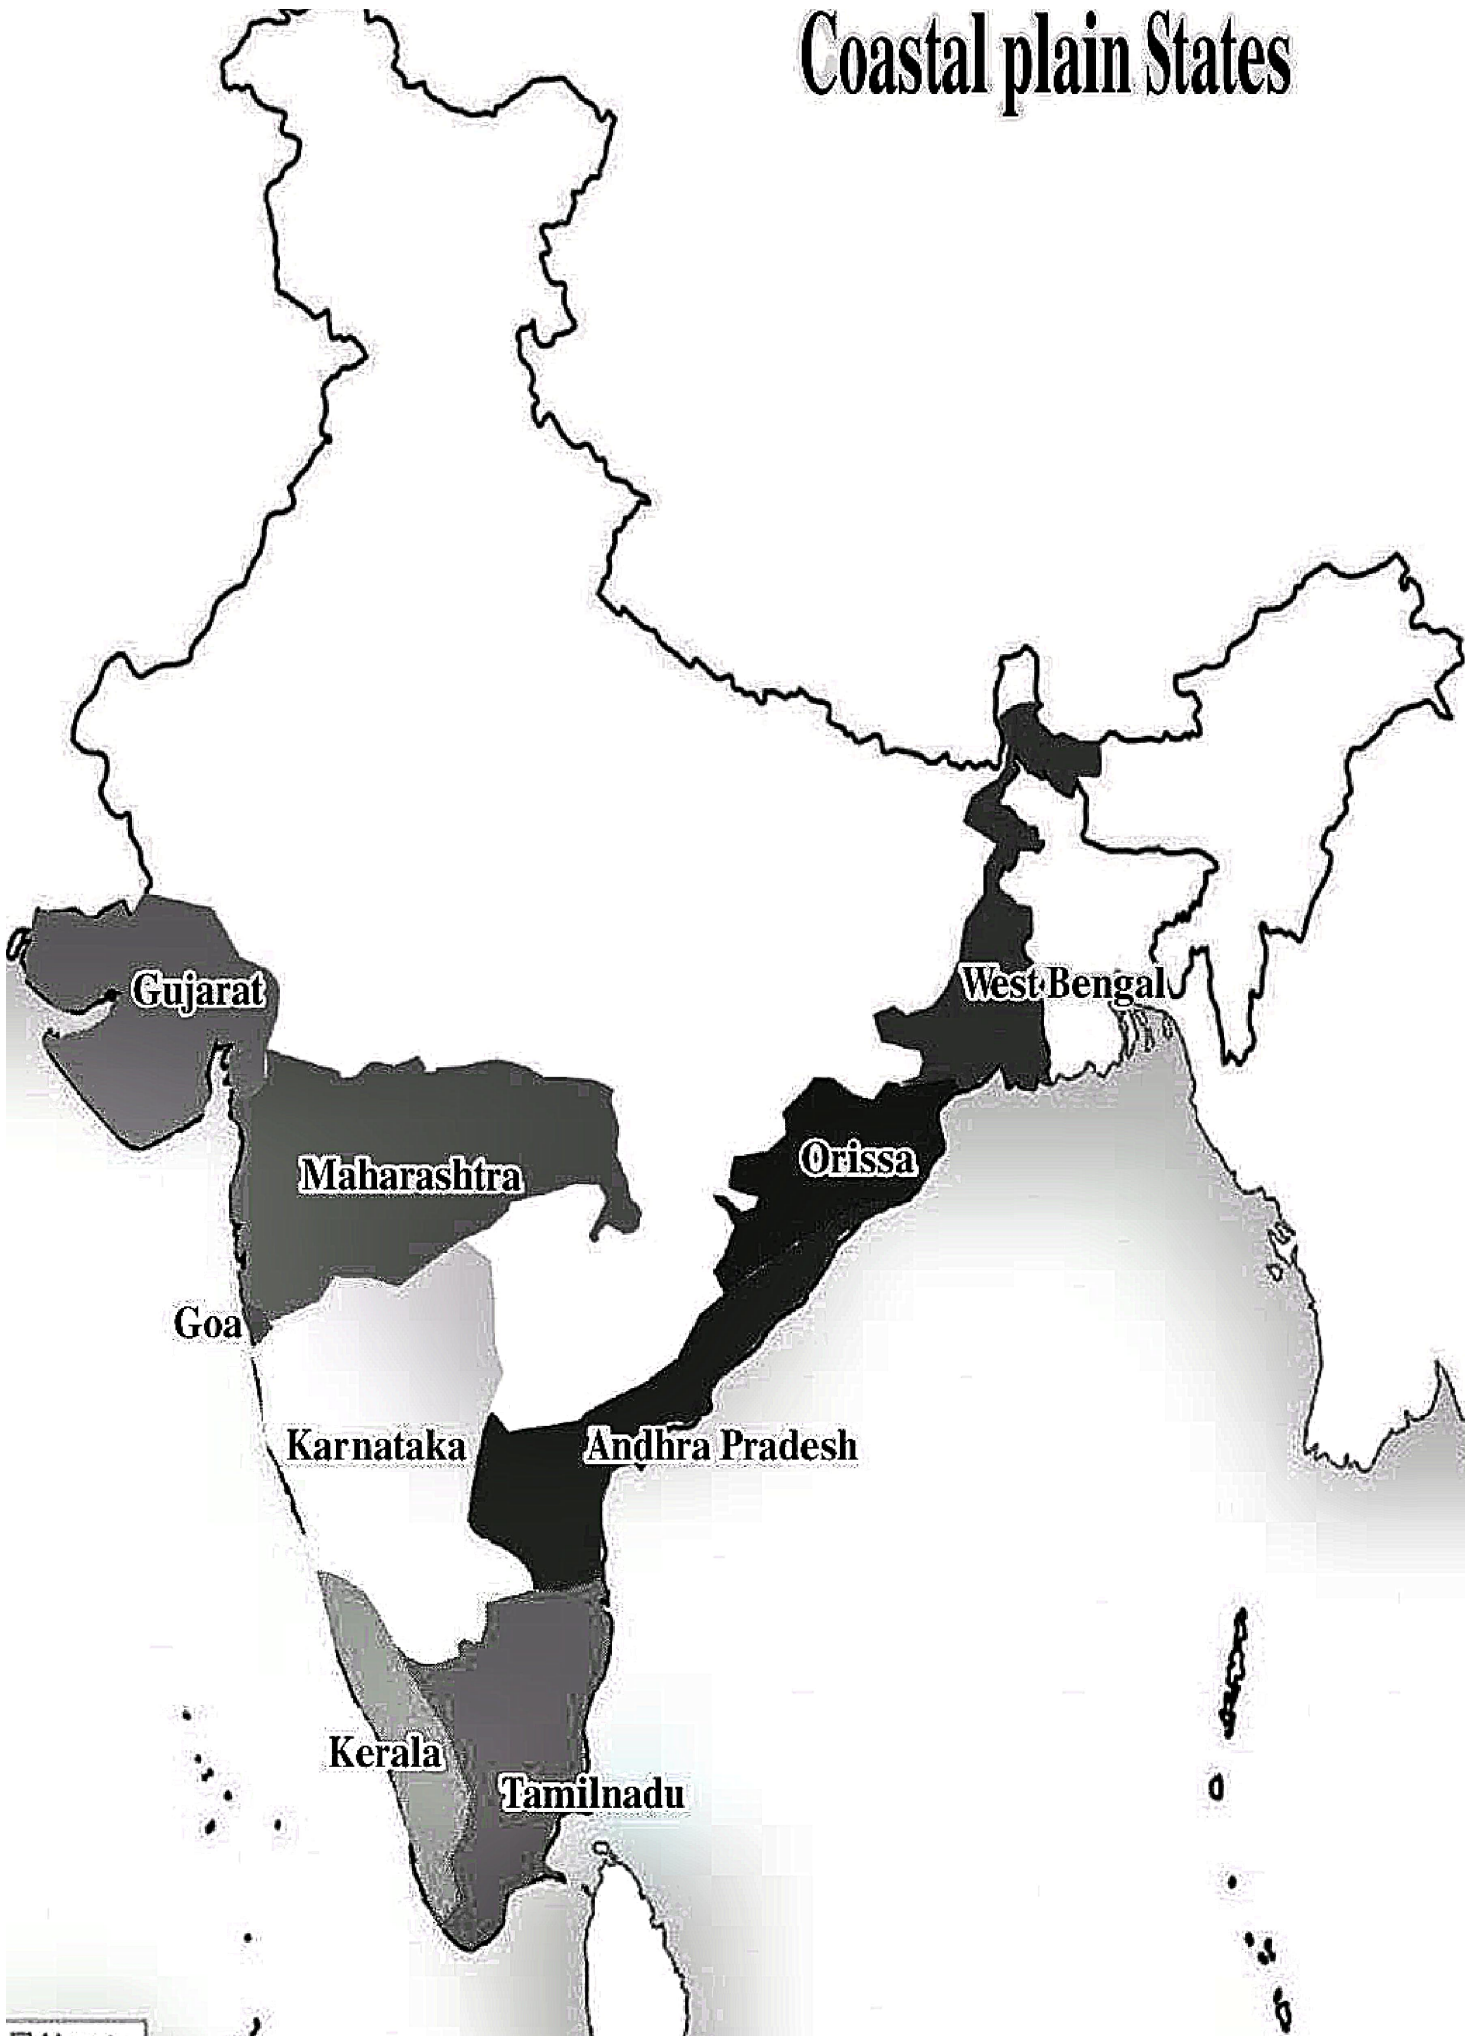 Coastal plain States
Gujarat
West Bengal
Orissa
Maharashtra
Goa
Karnataka
Andhra Pradesh
Kerala
Tamilnadu